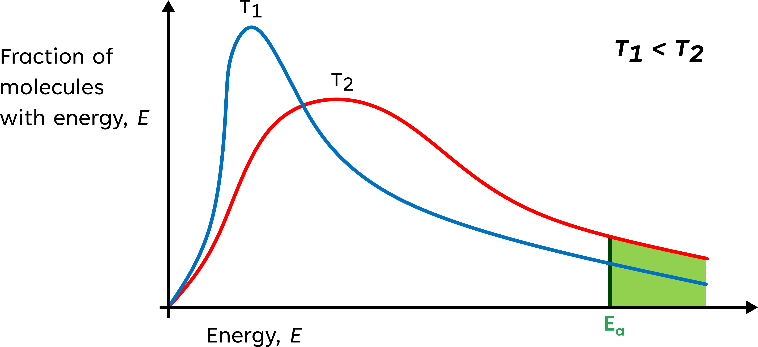 T1
T1 < T2
Fraction of
molecules
with energy, E
T2
Energy, E
Ea